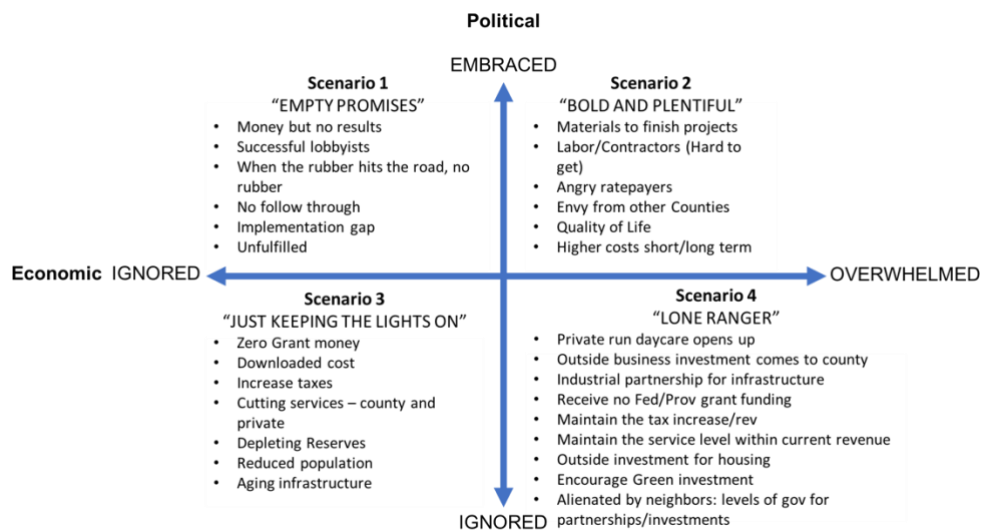 Political
EMBRACED
Scenario 1
“EMPTY PROMISES”
• Money but no results
• Successful lobbyists
• When the rubber hits the road, no
rubber
• No follow through
• Implementation gap
• Unfulfilled
Scenario 2
“BOLD AND PLENTIFUL”
• Materials to finish projects
• Labor/Contractors (Hard to
get)
• Angry ratepayers
• Envy from other Counties
• Quality of Life
• Higher costs short/long term
Economic IGNORED
OVERWHELMED
Scenario 3
“JUST KEEPING THE LIGHTS ON”
• Zero Grant money
• Downloaded cost
• Increase taxes
• Cutting services – county and
private
• Depleting Reserves
• Reduced population
• Aging infrastructure
Scenario 4
“LONE RANGER”
• Private run daycare opens up
• Outside business investment comes to county
• Industrial partnership for infrastructure
• Receive no Fed/Prov grant funding
• Maintain the tax increase/rev
• Maintain the service level within current revenue
• Outside investment for housing
• Encourage Green investment
• Alienated by neighbors: levels of gov for
partnerships/investments
IGNORED